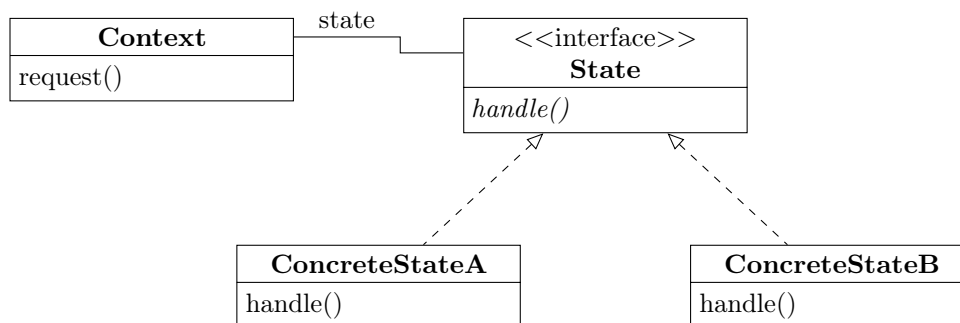 Context
request()
state
<<interface>>
State
handle()
ConcreteStateA
handle()
ConcreteStateB
handle()